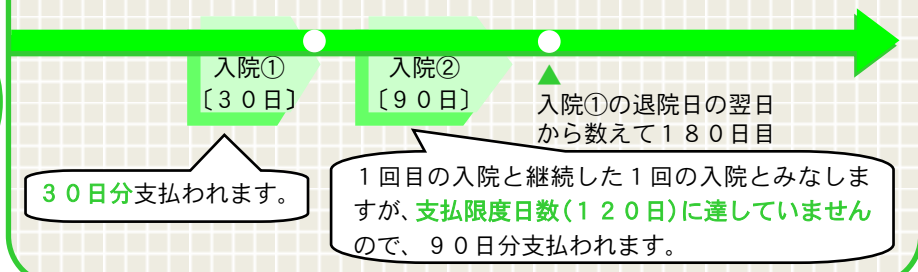 入院①
〔３０日〕
入院②
〔９０日〕
入院①の退院日の翌日
から数えて１８０日目
３０日分支払われます。
１回目の入院と継続した１回の入院とみなしま
すが、支払限度日数(１２０日)に達していません
ので、９０日分支払われます。